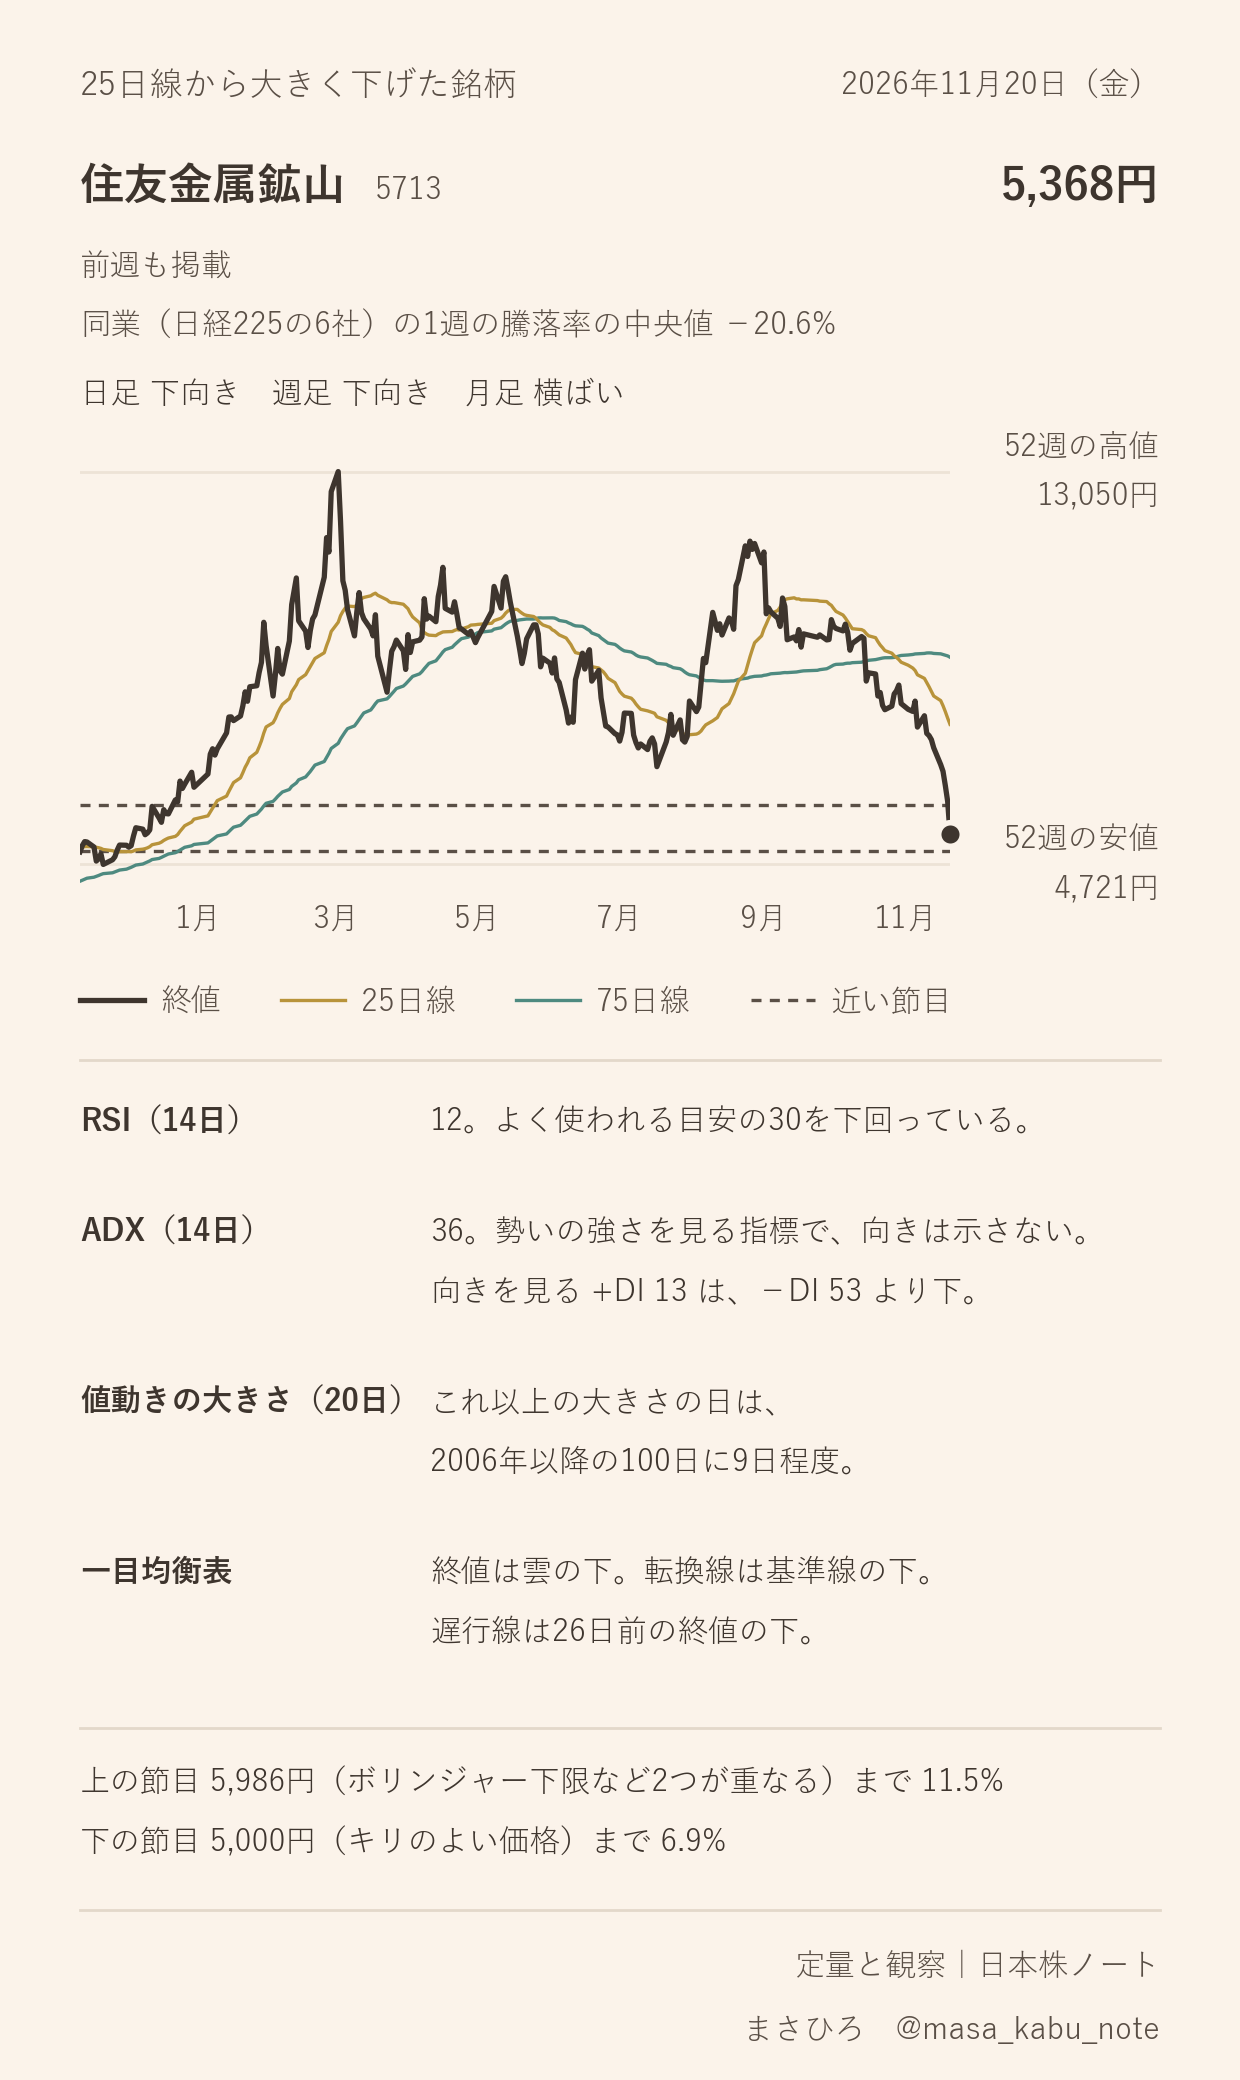 25日線から大きく下げた銘柄
2026年11月20日（金）
住友金属鉱山 5713
5,368円
前週も掲載
同業（日経225の6社）の1週の騰落率の中央値 −20.6%
日足 下向き 週足 下向き 月足 横ばい
52週の高値
13,050円
52週の安値
4,721円
1月 3月 5月 7月 9月 11月
終値 25日線 75日線 近い節目
RSI（14日） 12。よく使われる目安の30を下回っている。
ADX（14日） 36。勢いの強さを見る指標で、向きは示さない。
向きを見る +DI 13 は、−DI 53 より下。
値動きの大きさ（20日） これ以上の大きさの日は、
2006年以降の100日に9日程度。
一目均衡表 終値は雲の下。転換線は基準線の下。
遅行線は26日前の終値の下。
上の節目 5,986円（ボリンジャー下限など2つが重なる）まで 11.5%
下の節目 5,000円（キリのよい価格）まで 6.9%
定量と観察｜日本株ノート
まさひろ @masa_kabu_note